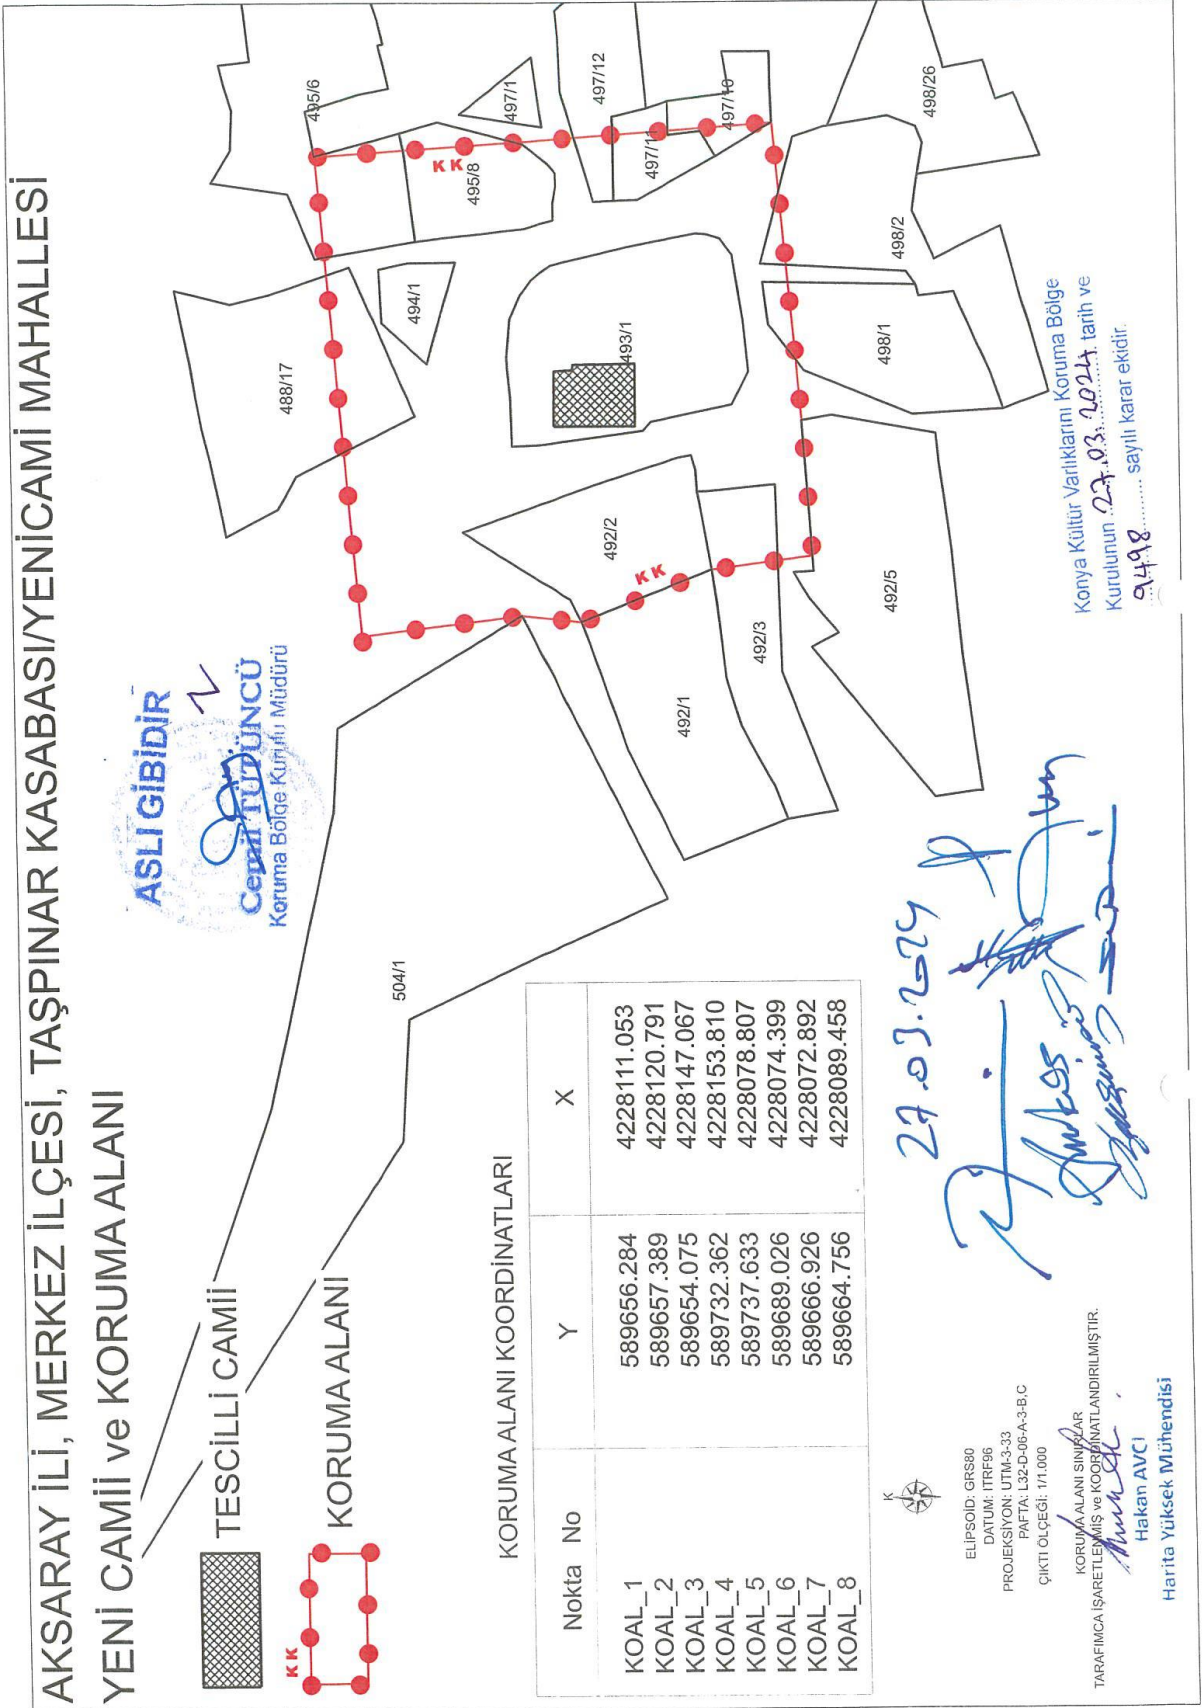 AKSARAY İLİ, MERKEZ İLÇESİ, TAŞPINAR KASABASI/YENİCAMİ MAHALLESİ
YENİ CAMİİ ve KORUMA ALANI
TESCİLLİ CAMİİ
K K
KORUMA ALANI
ASLI GİBİDİR
Cemil TÜTÜNCÜ
Koruma Bölge Kurulu Müdürü
504/1
488/17
495/6
494/1
K K
495/8
497/1
497/12
497/11
497/10
493/1
492/2
K K
492/1
492/3
492/5
498/1
498/2
498/26
KORUMA ALANI KOORDİNATLARI
Nokta No Y X
KOAL_1 589656.284 4228111.053
KOAL_2 589657.389 4228120.791
KOAL_3 589654.075 4228147.067
KOAL_4 589732.362 4228153.810
KOAL_5 589737.633 4228078.807
KOAL_6 589689.026 4228074.399
KOAL_7 589666.926 4228072.892
KOAL_8 589664.756 4228089.458
K
ELİPSOİD: GRS80
DATUM: ITRF96
PROJEKSİYON: UTM-3-33
PAFTA: L32-D-06-A-3-B,C
ÇIKTI ÖLÇEĞİ: 1/1.000
KORUMA ALANI SINIRLAR
TARAFIMCA İŞARETLENMİŞ ve KOORDİNATLANDIRILMIŞTIR.
Hakan AVCI
Harita Yüksek Mühendisi
27.03.2024
Konya Kültür Varlıklarını Koruma Bölge
Kurulunun 27.03.2024 tarih ve
9498 sayılı karar ekidir.